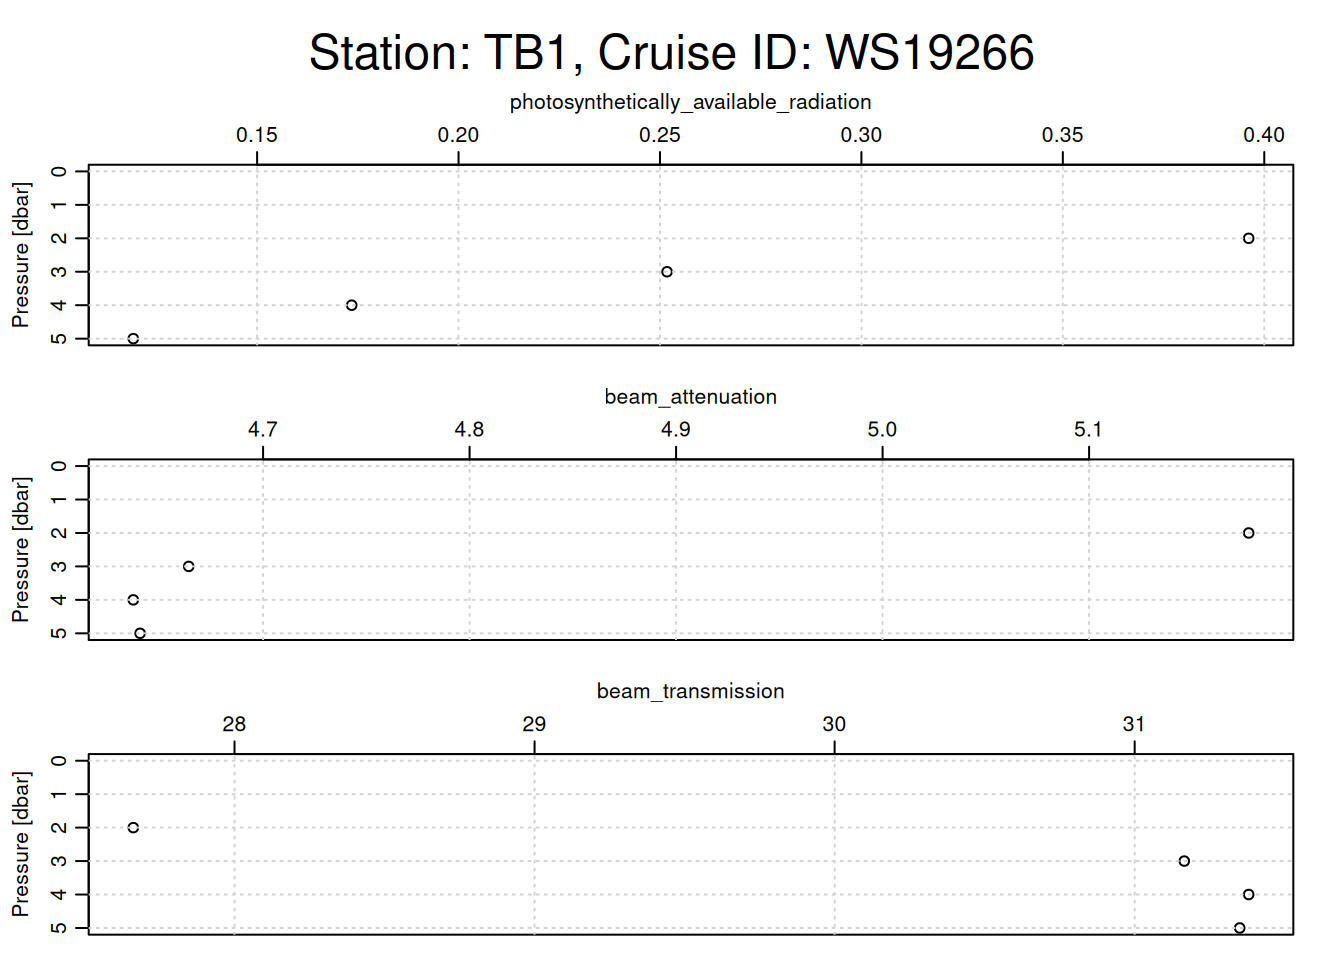 Station: TB1, Cruise ID: WS19266
photosynthetically_available_radiation
0.15 0.20 0.25 0.30 0.35 0.40
Pressure [dbar]
0
1
2
3
4
5
beam_attenuation
4.7 4.8 4.9 5.0 5.1
Pressure [dbar]
0
1
2
3
4
5
beam_transmission
28 29 30 31
Pressure [dbar]
0
1
2
3
4
5